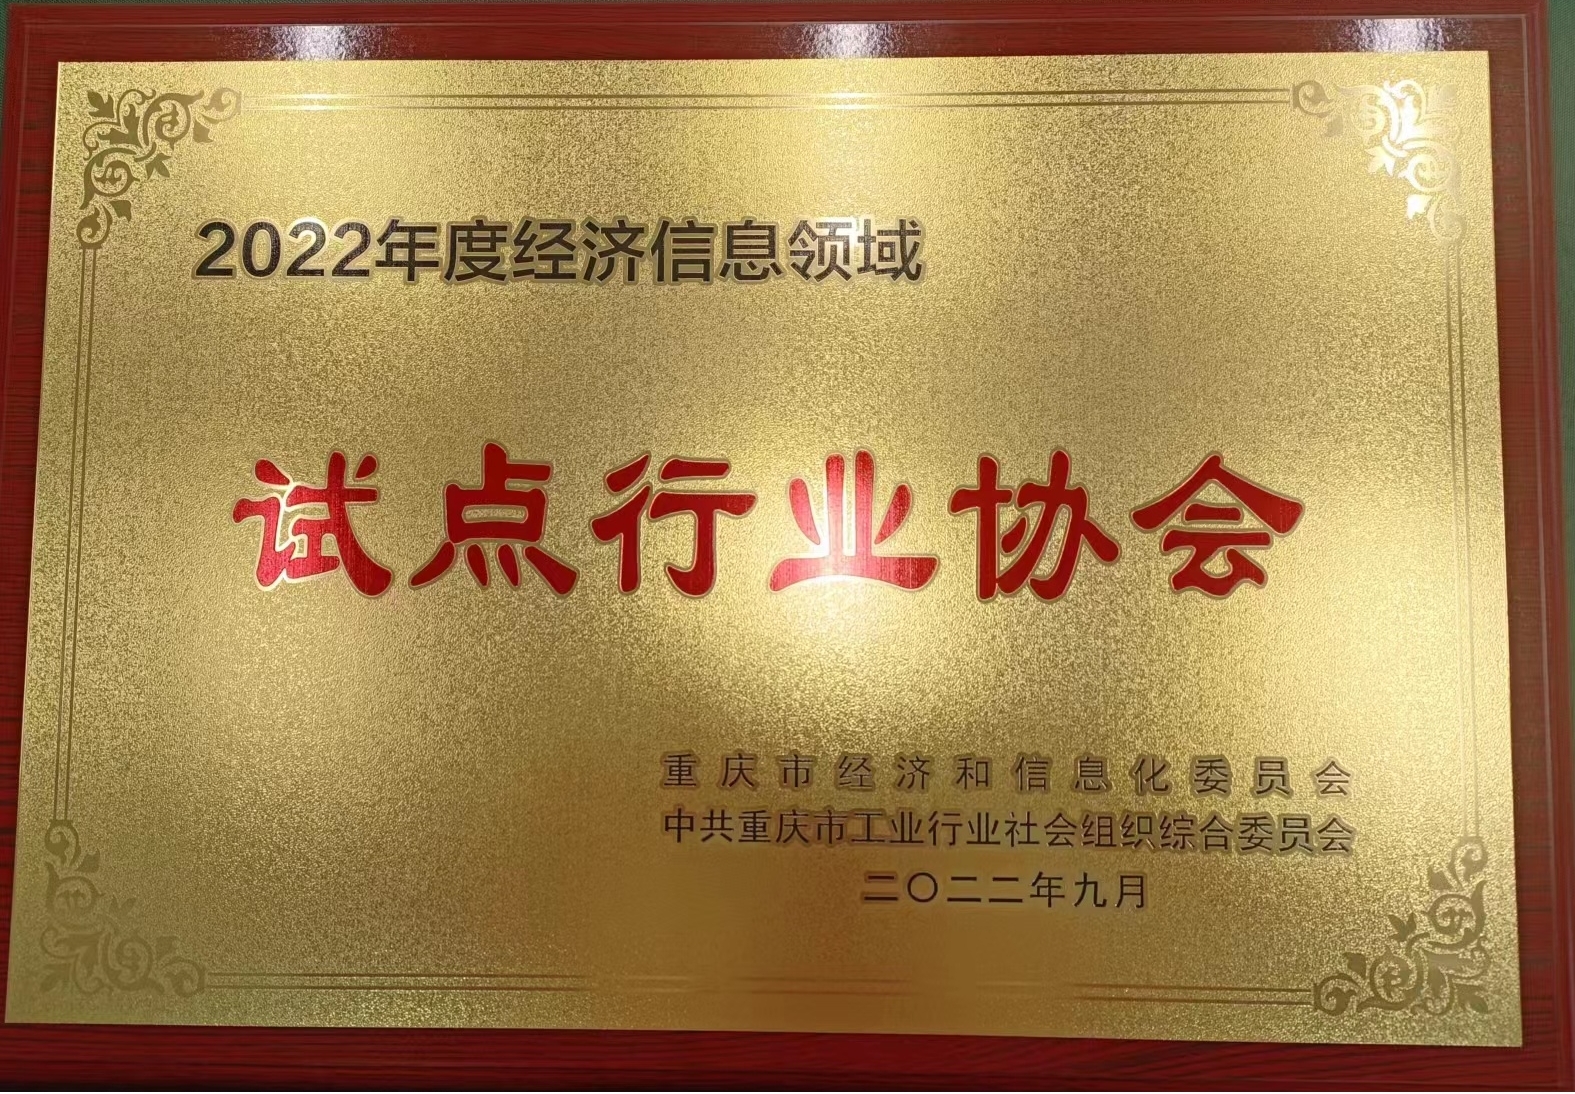 2022年度经济信息领域
试点行业协会
重庆市经济和信息化委员会
中共重庆市工业行业社会组织综合委员会
二〇二二年九月